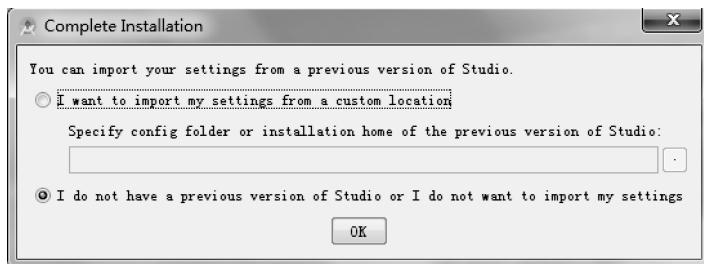 Complete Installation
You can import your settings from a previous version of Studio.
I want to import my settings from a custom location
Specify config folder or installation home of the previous version of Studio:
I do not have a previous version of Studio or I do not want to import my settings
OK